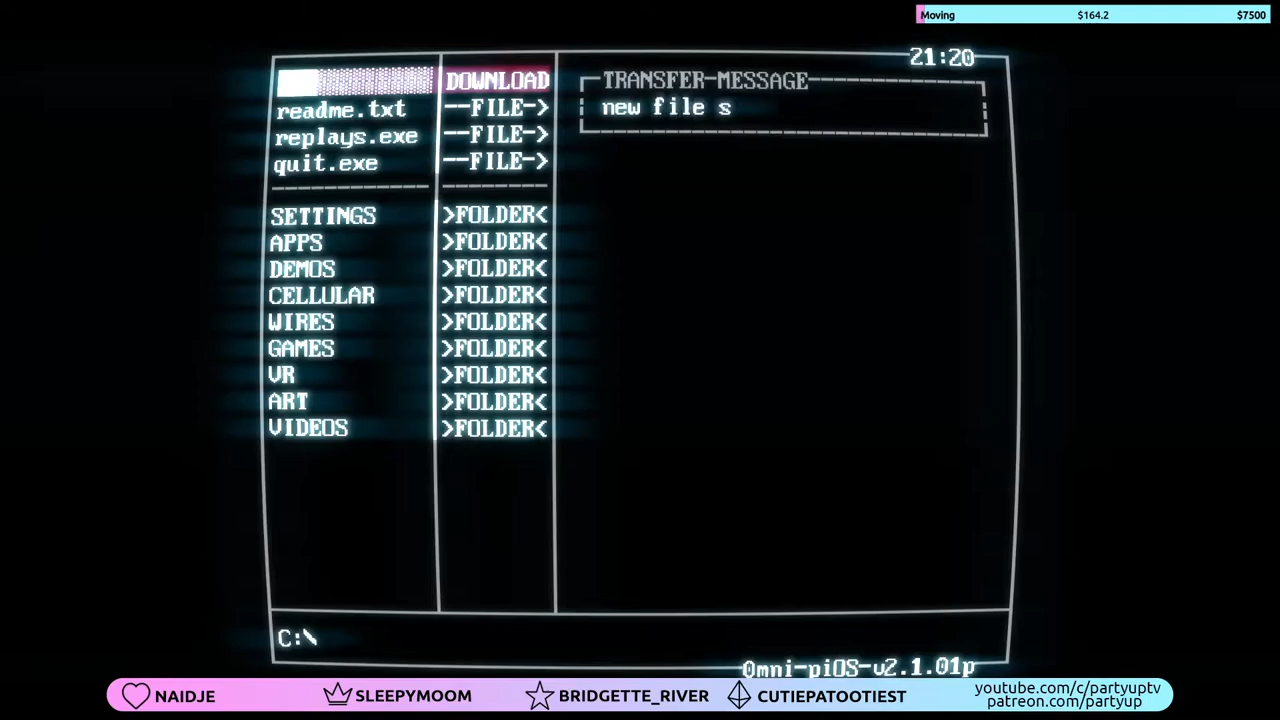 Moving $164.2 $7500
21:20
DOWNLOAD
readme.txt --FILE->
replays.exe --FILE->
quit.exe --FILE->
SETTINGS >FOLDER<
APPS >FOLDER<
DEMOS >FOLDER<
CELLULAR >FOLDER<
WIRES >FOLDER<
GAMES >FOLDER<
VR >FOLDER<
ART >FOLDER<
VIDEOS >FOLDER<
TRANSFER-MESSAGE
new file s
C:\
Omni-piOS-v2.1.01p
NAIDJE SLEEPYMOOM BRIDGETTE_RIVER CUTIEPATOOTIEST
youtube.com/c/partyuptv
patreon.com/partyup